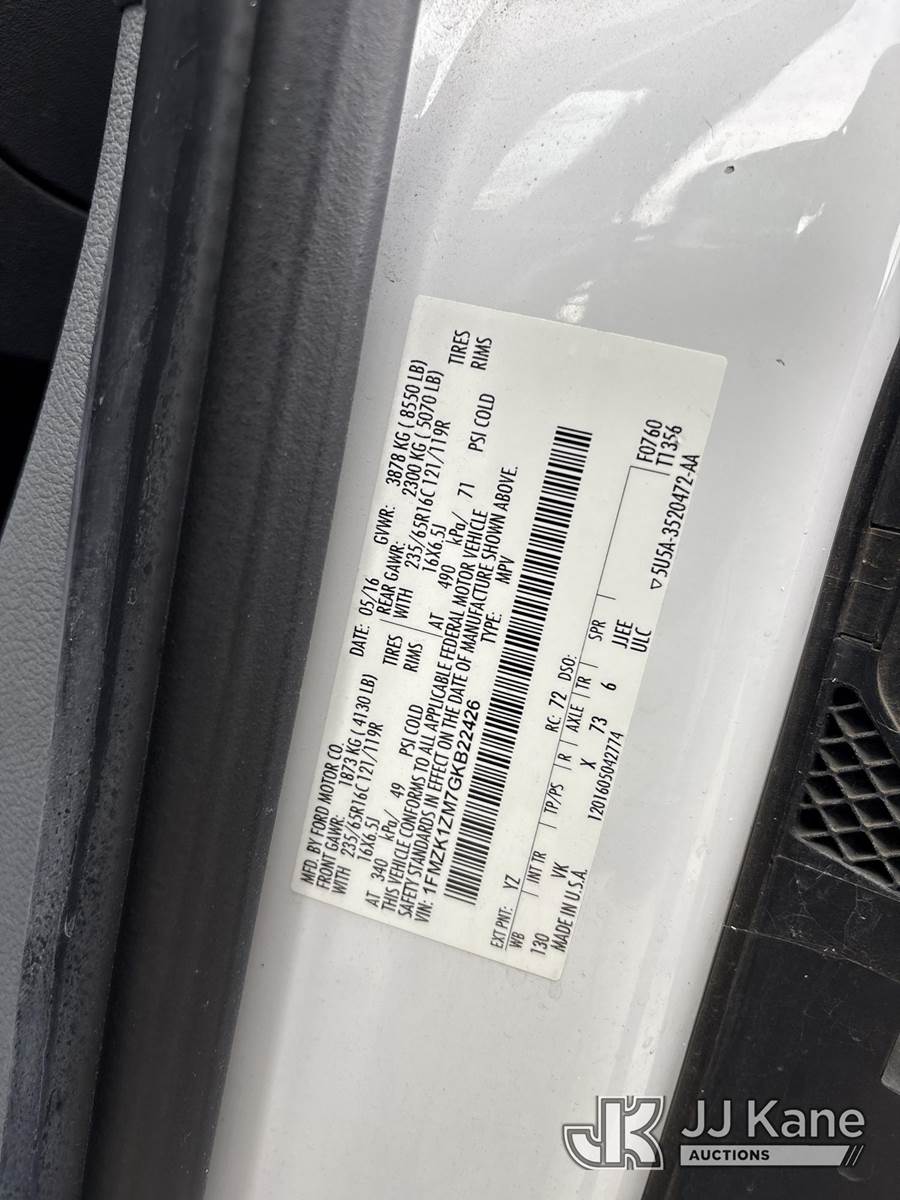 MFD. BY FORD MOTOR CO.
DATE: 05/16 GVWR: 3878 KG ( 8550 LB)
FRONT GAWR: 1873 KG ( 4130 LB) REAR GAWR: 2300 KG ( 5070 LB)
WITH 235/65R16C 121/119R TIRES WITH 235/65R16C 121/119R TIRES
16X6.5J RIMS 16X6.5J RIMS
AT 340 kPa/ 49 PSI COLD AT 490 kPa/ 71 PSI COLD
THIS VEHICLE CONFORMS TO ALL APPLICABLE FEDERAL MOTOR VEHICLE
SAFETY STANDARDS IN EFFECT ON THE DATE OF MANUFACTURE SHOWN ABOVE.
VIN: 1FMZK1ZM7GKB22426 TYPE: MPV
EXT PNT: YZ RC: 72 DSO:
WB INT TR TP/PS R AXLE TR SPR
130 VK X 73 6 JJEE F0760
MADE IN U.S.A. 1201605042774 ULC T1356
▽5U5A-3520472-AA
JK JJ Kane
AUCTIONS